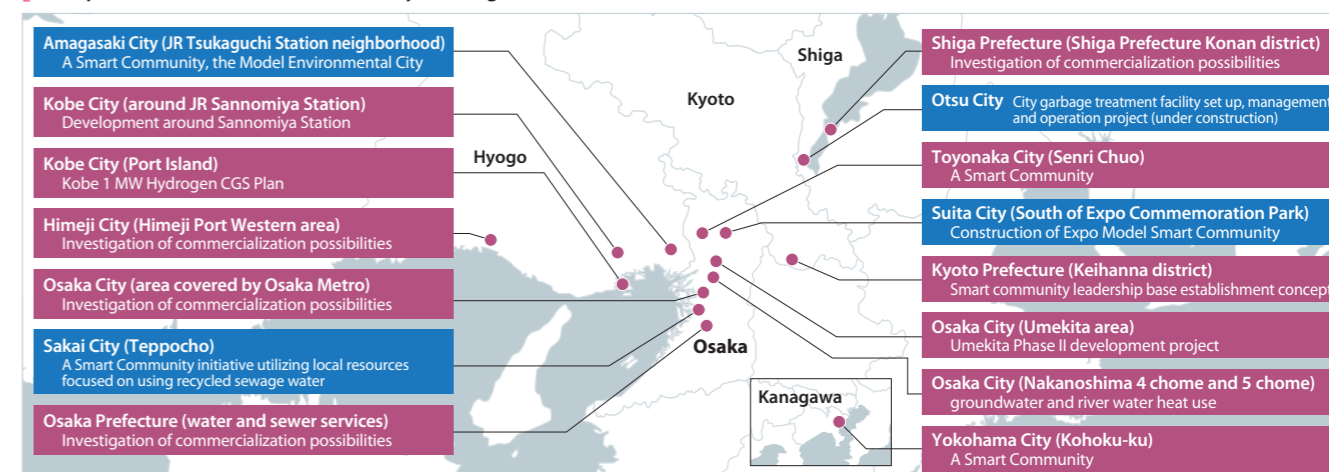 Amagasaki City (JR Tsukaguchi Station neighborhood)
A Smart Community, the Model Environmental City
Kobe City (around JR Sannomiya Station)
Development around Sannomiya Station
Kobe City (Port Island)
Kobe 1 MW Hydrogen CGS Plan
Himeji City (Himeji Port Western area)
Investigation of commercialization possibilities
Osaka City (area covered by Osaka Metro)
Investigation of commercialization possibilities
Sakai City (Teppocho)
A Smart Community initiative utilizing local resources
focused on using recycled sewage water
Osaka Prefecture (water and sewer services)
Investigation of commercialization possibilities
Hyogo
Kyoto
Shiga
Osaka
Kanagawa
Shiga Prefecture (Shiga Prefecture Konan district)
Investigation of commercialization possibilities
Otsu City City garbage treatment facility set up, management
and operation project (under construction)
Toyonaka City (Senri Chuo)
A Smart Community
Suita City (South of Expo Commemoration Park)
Construction of Expo Model Smart Community
Kyoto Prefecture (Keihanna district)
Smart community leadership base establishment concept
Osaka City (Umekita area)
Umekita Phase II development project
Osaka City (Nakanoshima 4 chome and 5 chome)
groundwater and river water heat use
Yokohama City (Kohoku-ku)
A Smart Community